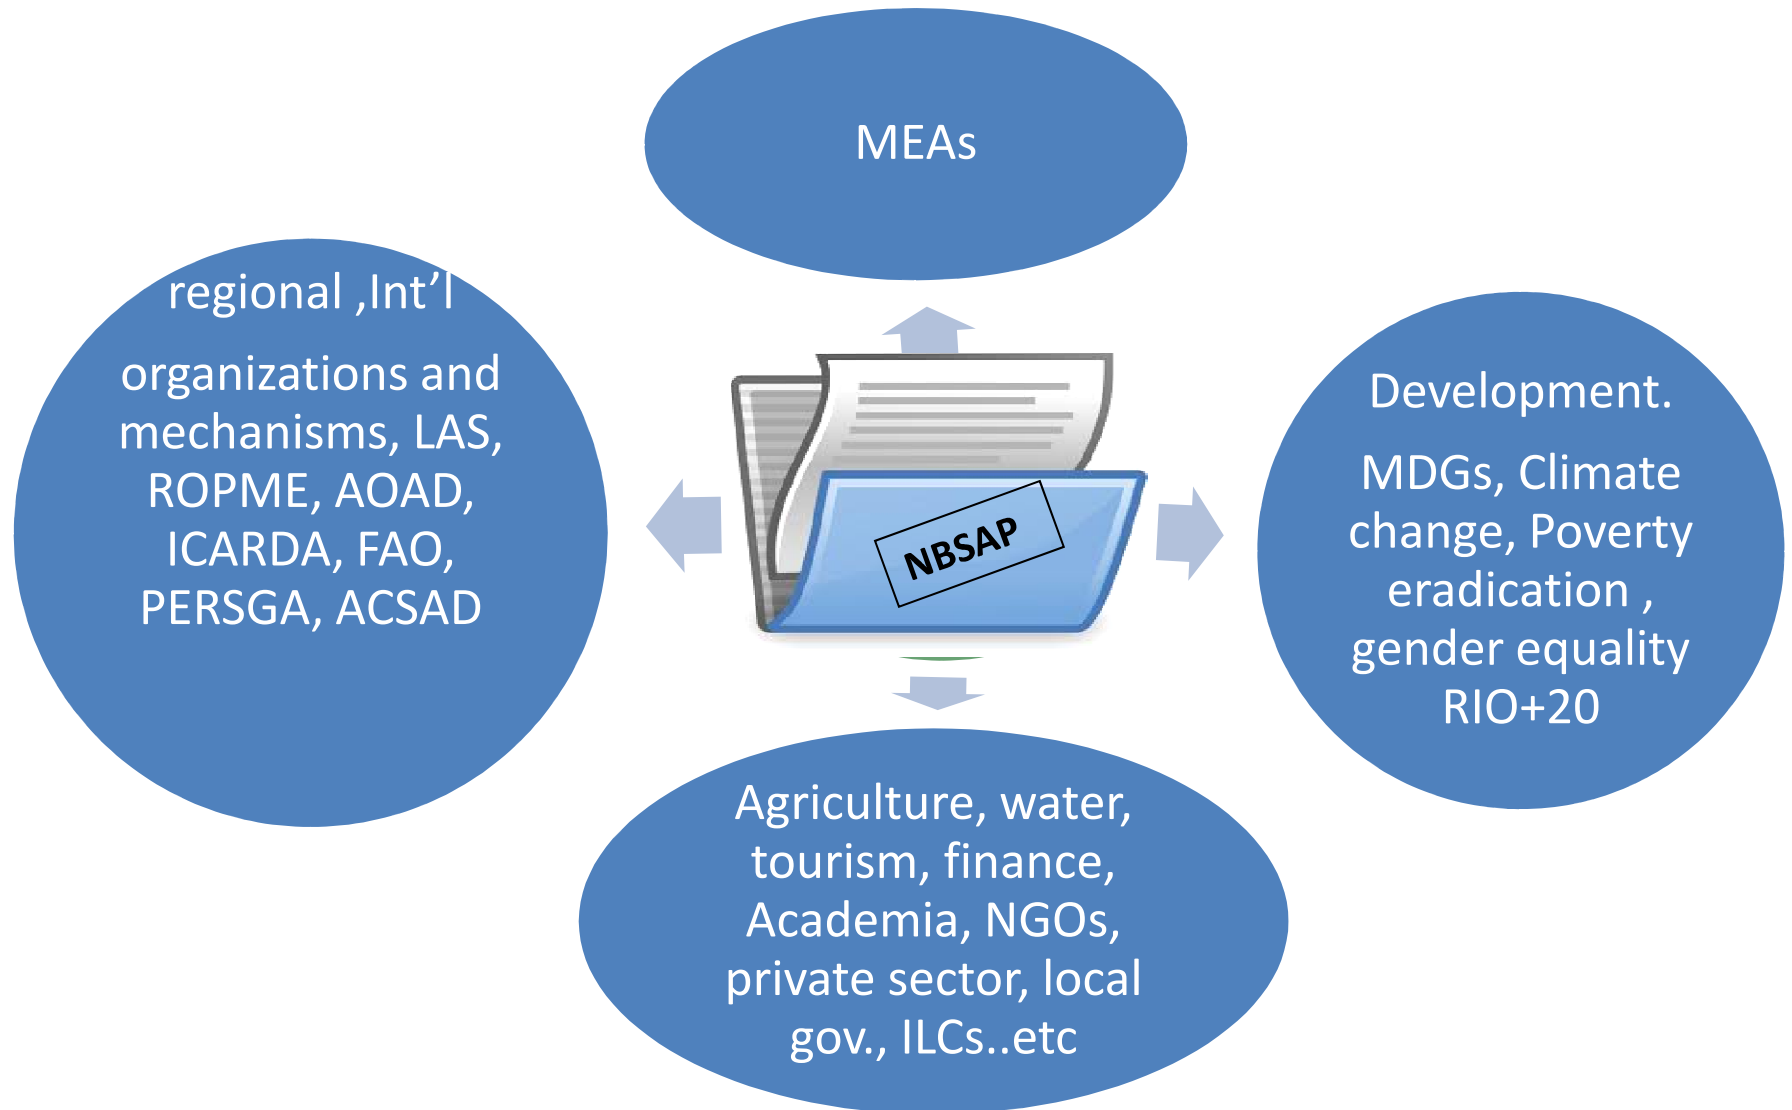 MEAs
regional ,Int’l
organizations and
mechanisms, LAS,
ROPME, AOAD,
ICARDA, FAO,
PERSGA, ACSAD
NBSAP
Development.
MDGs, Climate
change, Poverty
eradication ,
gender equality
RIO+20
Agriculture, water,
tourism, finance,
Academia, NGOs,
private sector, local
gov., ILCs..etc